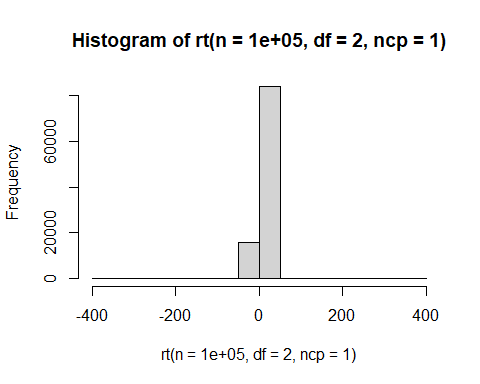 Histogram of rt(n = 1e+05, df = 2, ncp = 1)
Frequency
60000
20000
0
-400 -200 0 200 400
rt(n = 1e+05, df = 2, ncp = 1)